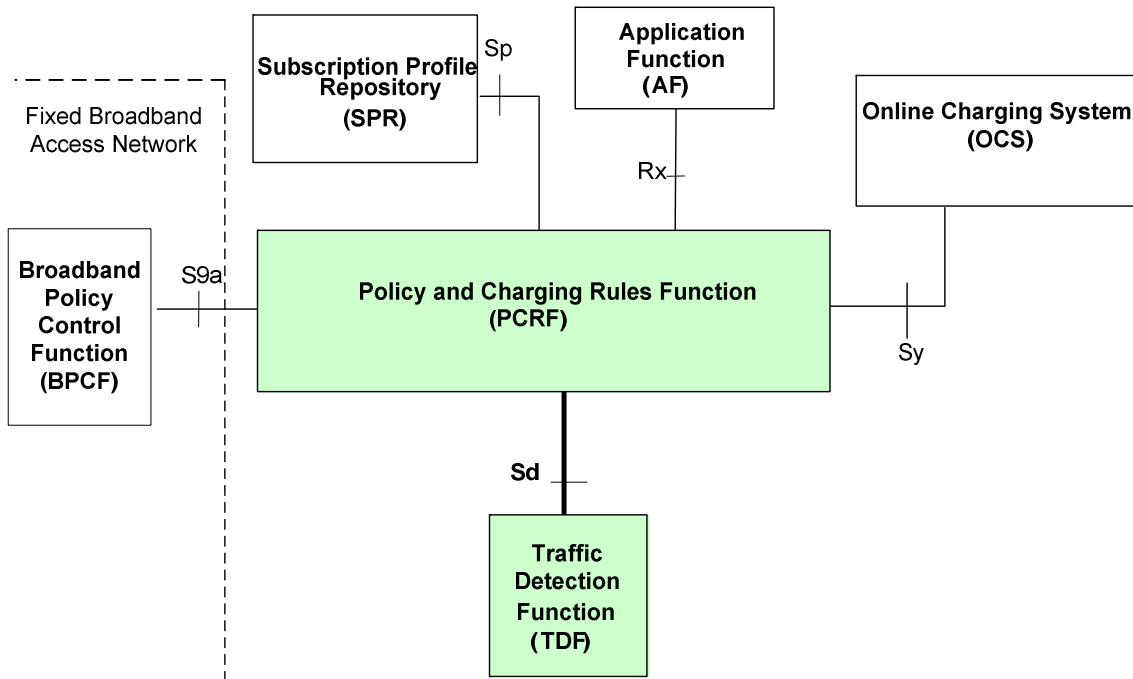 Sp
Subscription Profile
Repository
(SPR)
Application
Function
(AF)
Online Charging System
(OCS)
Fixed Broadband
Access Network
Rx
Broadband
Policy
Control
Function
(BPCF)
S9a
Policy and Charging Rules Function
(PCRF)
Sy
Sd
Traffic
Detection
Function
(TDF)